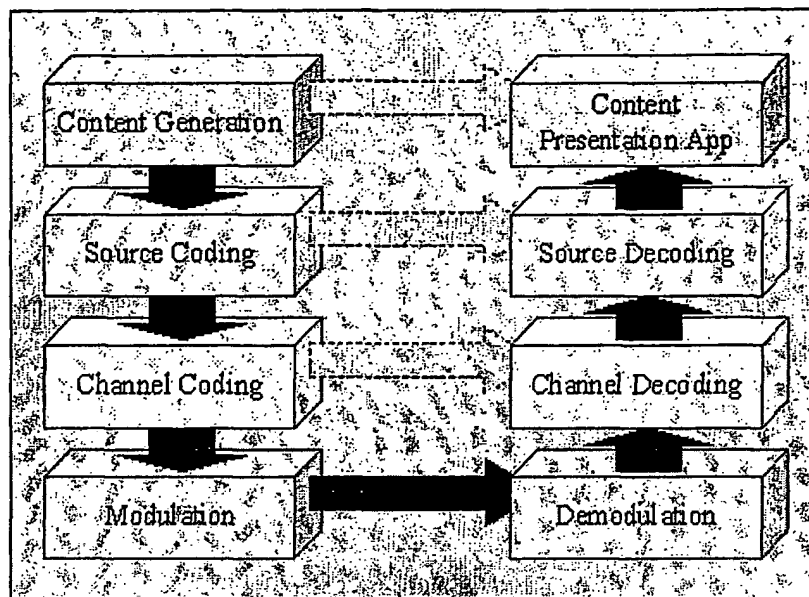 Content Generation
Source Coding
Channel Coding
Modulation
Content
Presentation App
Source Decoding
Channel Decoding
Demodulation